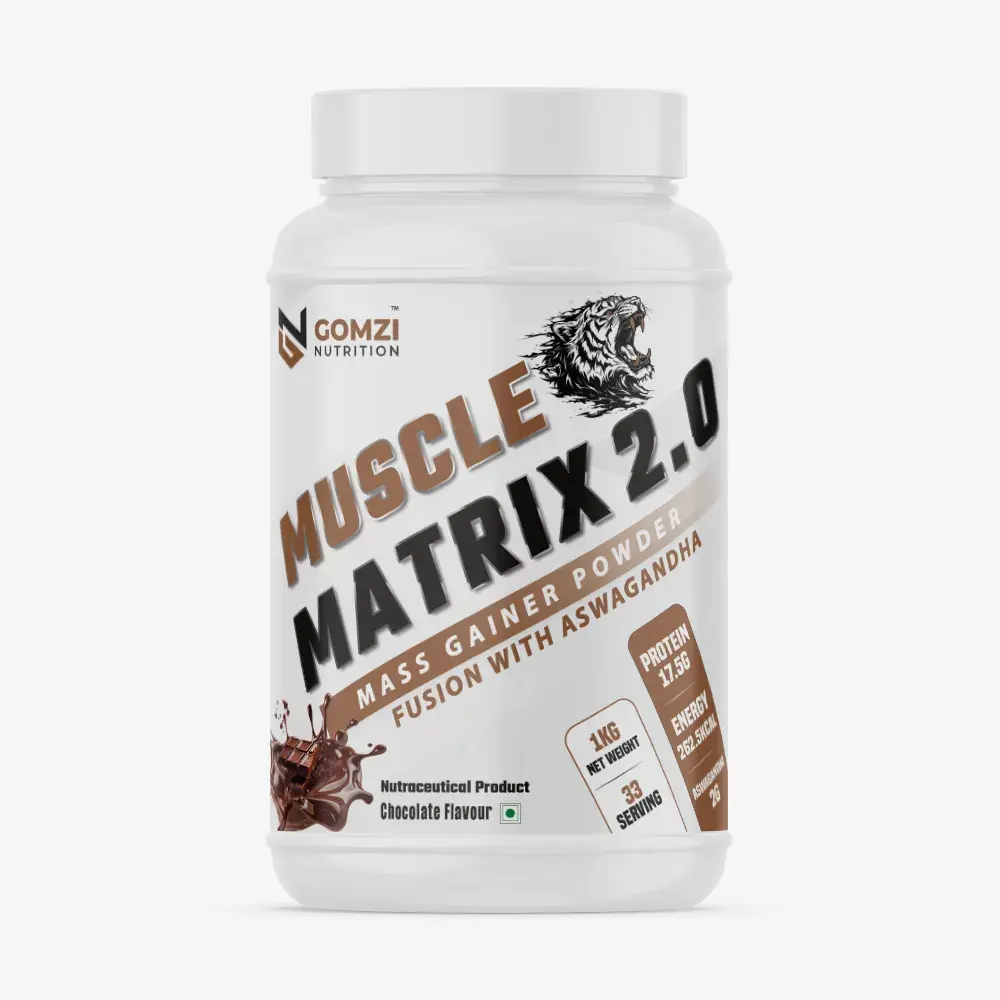 GOMZI
NUTRITION
™
MUSCLE
MATRIX 2.0
MASS GAINER POWDER
FUSION WITH ASWAGANDHA
PROTEIN
17.5G
ENERGY
262.5KCAL
ASWAGANDHA
2G
1KG
NET WEIGHT
33
SERVING
Nutraceutical Product
Chocolate Flavour